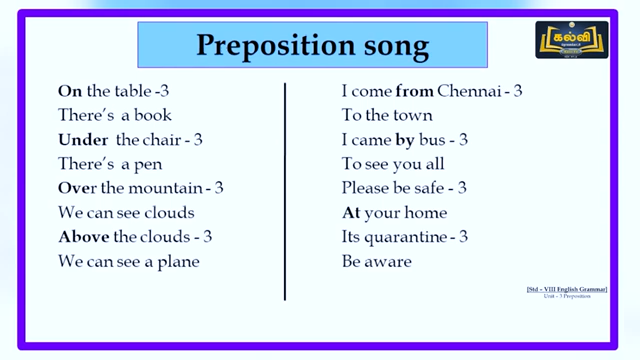 Preposition song
கல்வி
On the table -3
There's a book
Under the chair - 3
There's a pen
Over the mountain - 3
We can see clouds
Above the clouds - 3
We can see a plane
I come from Chennai - 3
To the town
I came by bus - 3
To see you all
Please be safe - 3
At your home
Its quarantine - 3
Be aware
[Std – VIII English Grammar]
Unit – 3 Preposition